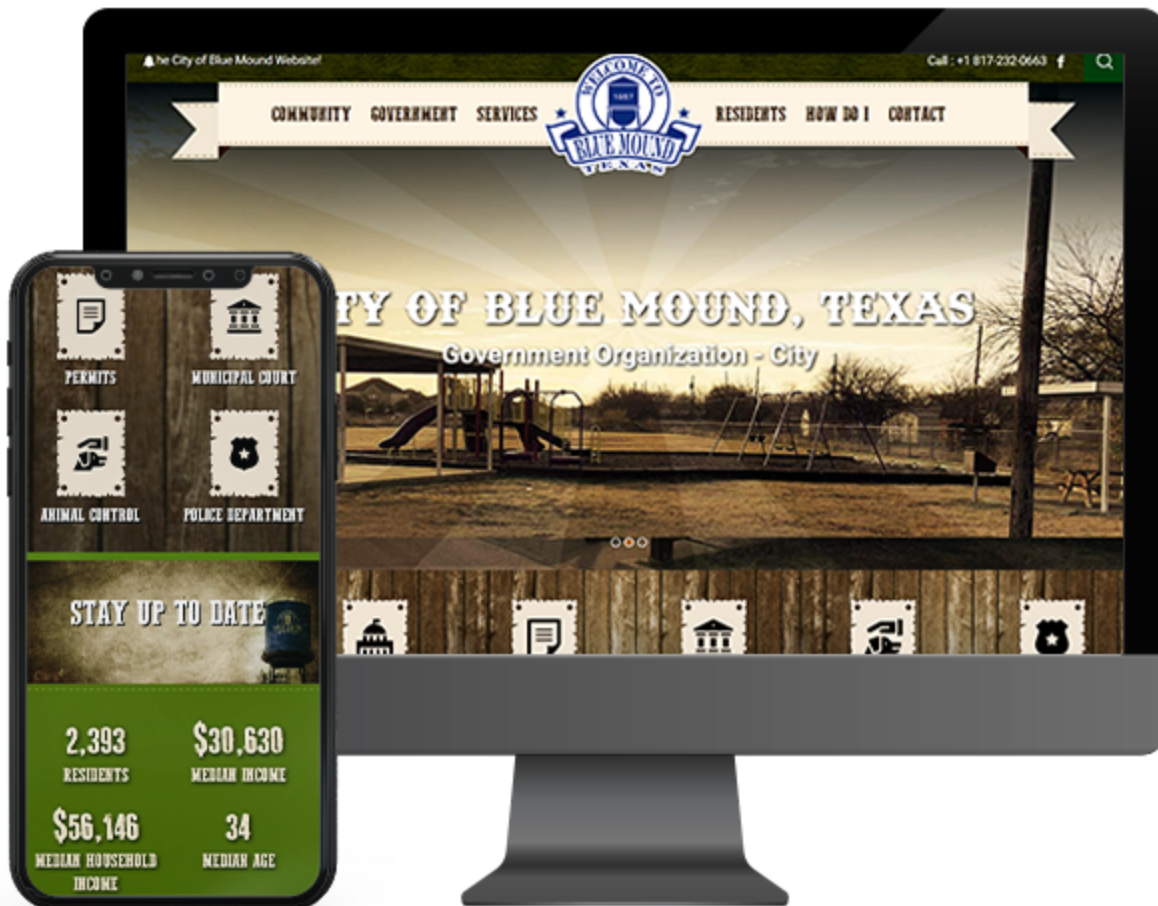 he City of Blue Mound Website!
Call : +1 817-232-0663
COMMUNITY GOVERNMENT SERVICES RESIDENTS HOW DO I CONTACT
WELCOME TO
1957
BLUE MOUND
TEXAS
TY OF BLUE MOUND, TEXAS
Government Organization - City
PERMITS MUNICIPAL COURT
ANIMAL CONTROL POLICE DEPARTMENT
STAY UP TO DATE
2,393 $30,630
RESIDENTS MEDIAN INCOME
$56,146 34
MEDIAN HOUSEHOLD MEDIAN AGE
INCOME